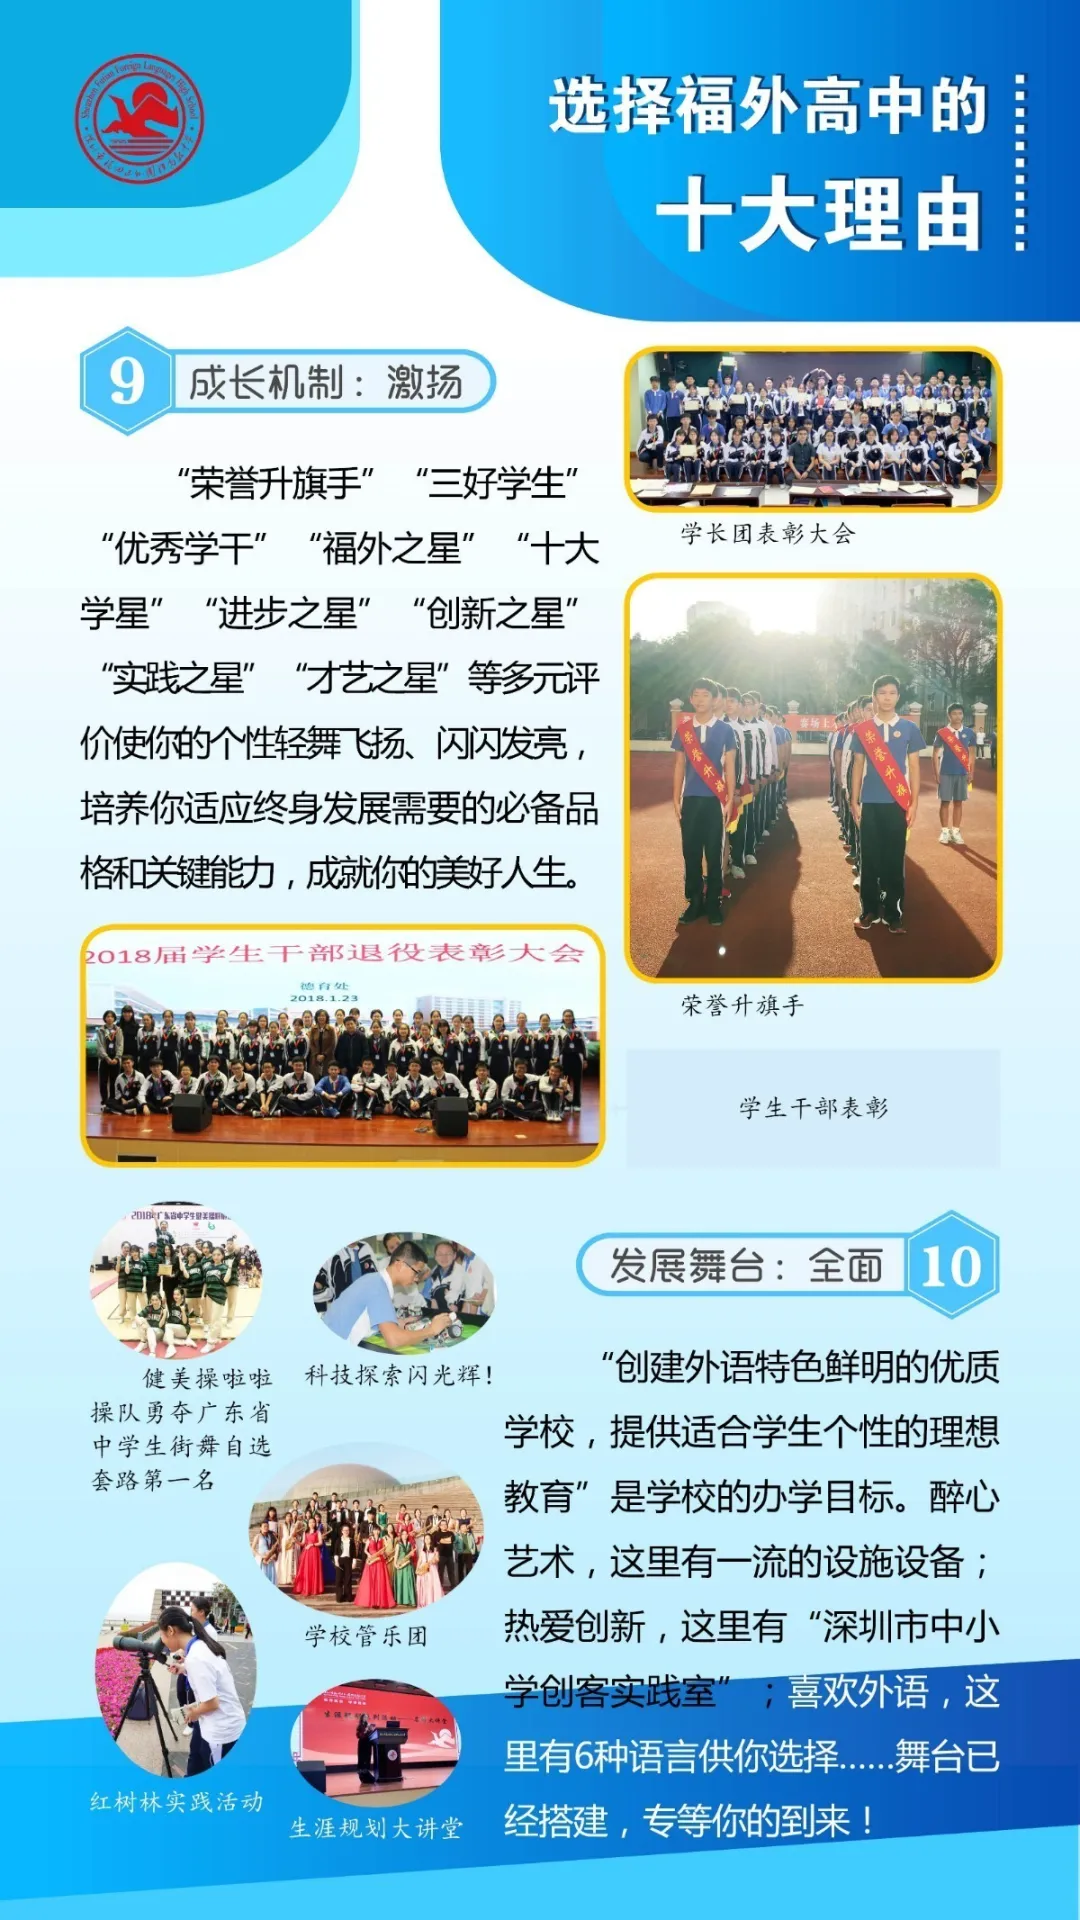 Shenzhen Futian Foreign Languages High School
选择福外高中的
十大理由
9 成长机制：激扬
“荣誉升旗手” “三好学生”
“优秀学干” “福外之星” “十大
学星” “进步之星” “创新之星”
“实践之星” “才艺之星”等多元评
价使你的个性轻舞飞扬、闪闪发亮，
培养你适应终身发展需要的必备品
格和关键能力，成就你的美好人生。
学长团表彰大会
荣誉升旗
荣誉升旗
荣誉升旗手
2018届学生干部退役表彰大会
德育处
2018.1.23
学生干部表彰
健美操啦啦
操队勇夺广东省
中学生街舞自选
套路第一名
科技探索闪光辉！
学校管乐团
红树林实践活动
生涯规划大讲堂
发展舞台：全面 10
“创建外语特色鲜明的优质
学校，提供适合学生个性的理想
教育”是学校的办学目标。醉心
艺术，这里有一流的设施设备；
热爱创新，这里有“深圳市中小
学创客实践室”；喜欢外语，这
里有6种语言供你选择......舞台已
经搭建，专等你的到来！